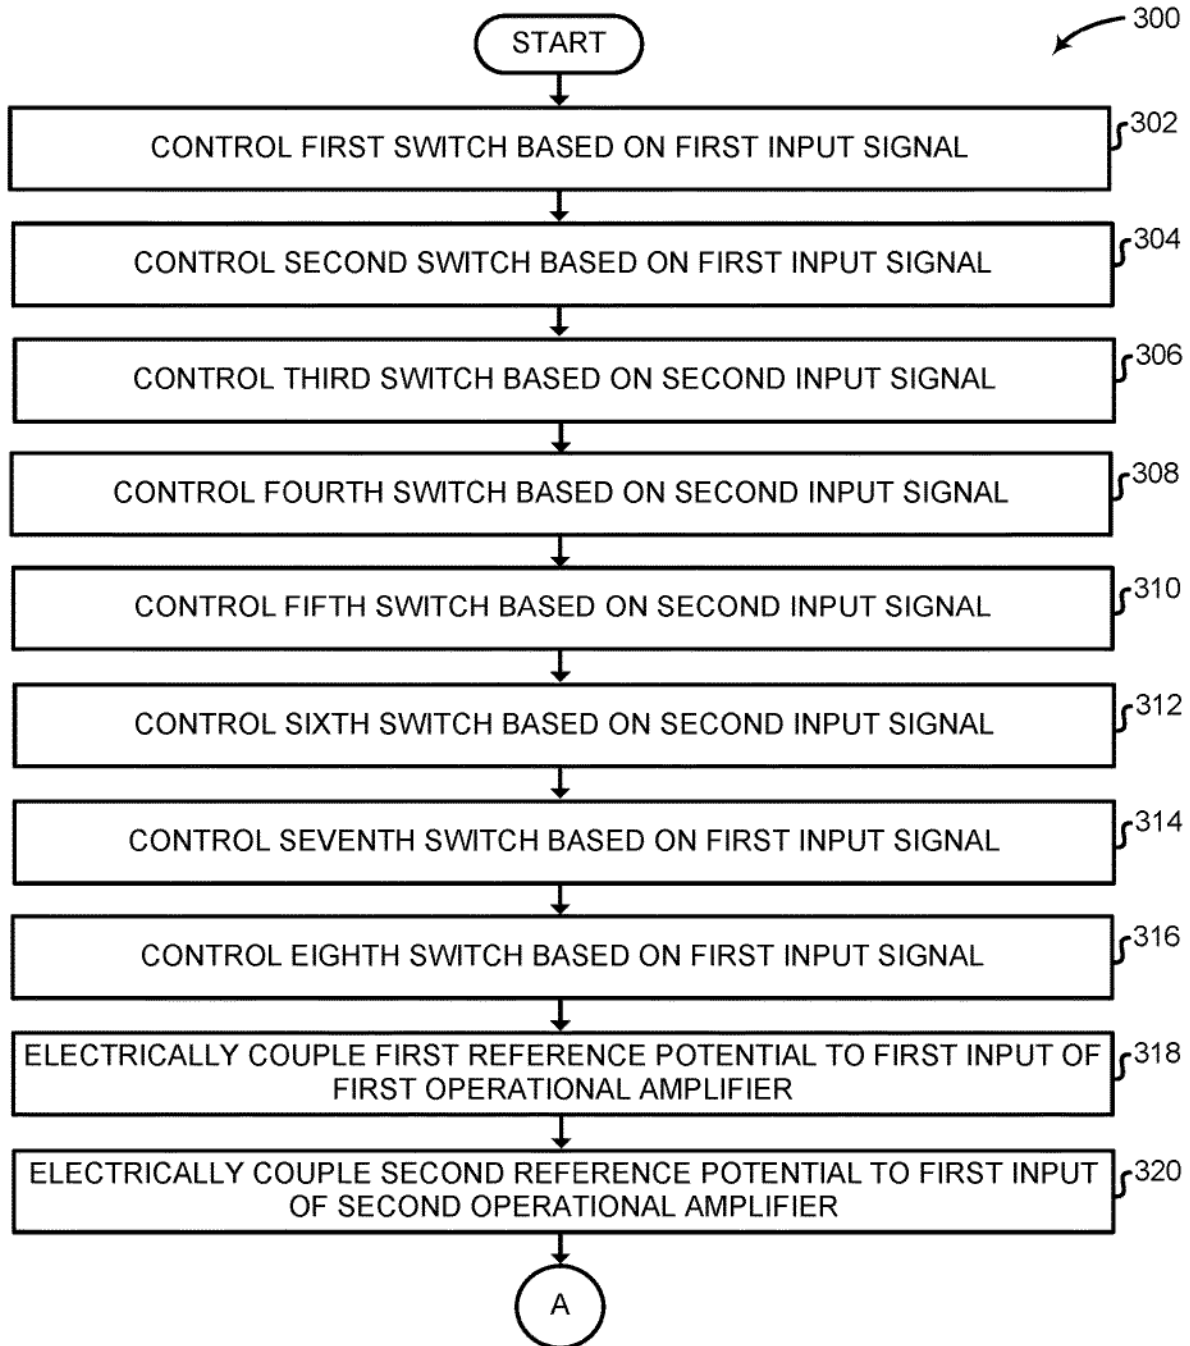 300
START
CONTROL FIRST SWITCH BASED ON FIRST INPUT SIGNAL
302
CONTROL SECOND SWITCH BASED ON FIRST INPUT SIGNAL
304
CONTROL THIRD SWITCH BASED ON SECOND INPUT SIGNAL
306
CONTROL FOURTH SWITCH BASED ON SECOND INPUT SIGNAL
308
CONTROL FIFTH SWITCH BASED ON SECOND INPUT SIGNAL
310
CONTROL SIXTH SWITCH BASED ON SECOND INPUT SIGNAL
312
CONTROL SEVENTH SWITCH BASED ON FIRST INPUT SIGNAL
314
CONTROL EIGHTH SWITCH BASED ON FIRST INPUT SIGNAL
316
ELECTRICALLY COUPLE FIRST REFERENCE POTENTIAL TO FIRST INPUT OF
FIRST OPERATIONAL AMPLIFIER
318
ELECTRICALLY COUPLE SECOND REFERENCE POTENTIAL TO FIRST INPUT
OF SECOND OPERATIONAL AMPLIFIER
320
A